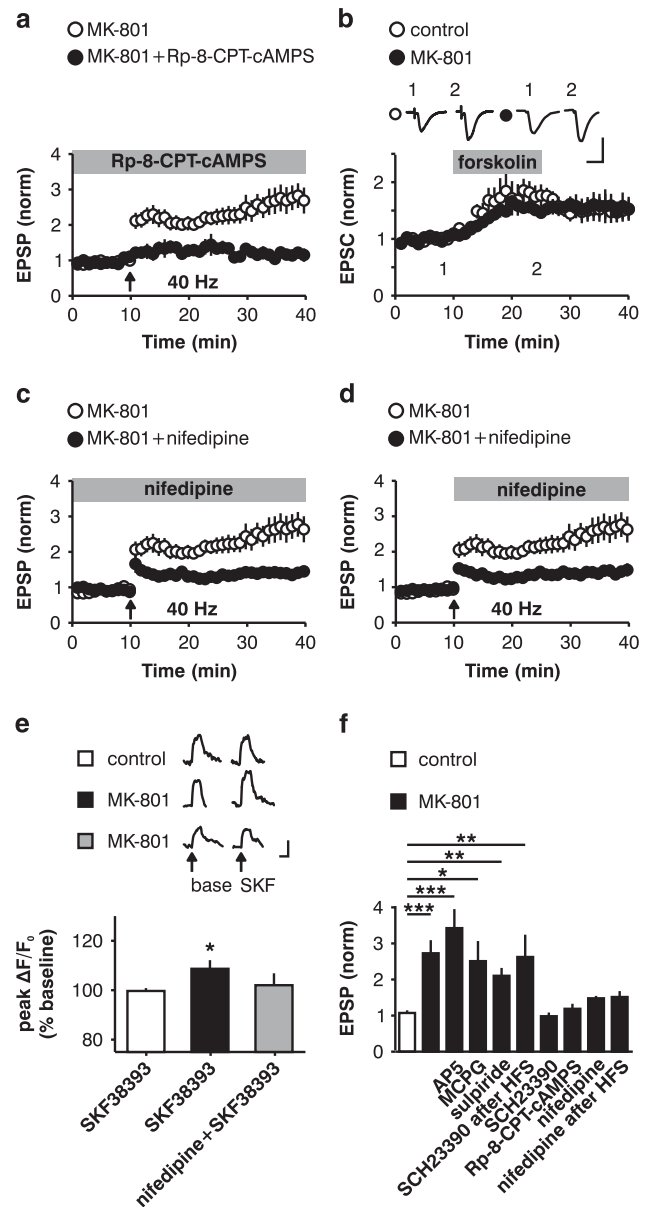 a
MK-801
MK-801+Rp-8-CPT-cAMPS
Rp-8-CPT-cAMPS
EPSP (norm)
4
3
2
1
0
40 Hz
0 10 20 30 40
Time (min)
b
control
MK-801
1 2 1 2
forskolin
EPSC (norm)
2
1
0
1 2
0 10 20 30 40
Time (min)
c
MK-801
MK-801+nifedipine
nifedipine
EPSP (norm)
4
3
2
1
0
40 Hz
0 10 20 30 40
Time (min)
d
MK-801
MK-801+nifedipine
nifedipine
EPSP (norm)
4
3
2
1
0
40 Hz
0 10 20 30 40
Time (min)
e
control
MK-801
MK-801
base SKF
peak ΔF/F0
(% baseline)
120
100
80
*
SKF38393
SKF38393
nifedipine+SKF38393
f
control
MK-801
**
**
*
***
***
EPSP (norm)
4
3
2
1
0
AP5
MCPG
sulpiride
SCH23390 after HFS
SCH23390
Rp-8-CPT-cAMPS
nifedipine
nifedipine after HFS